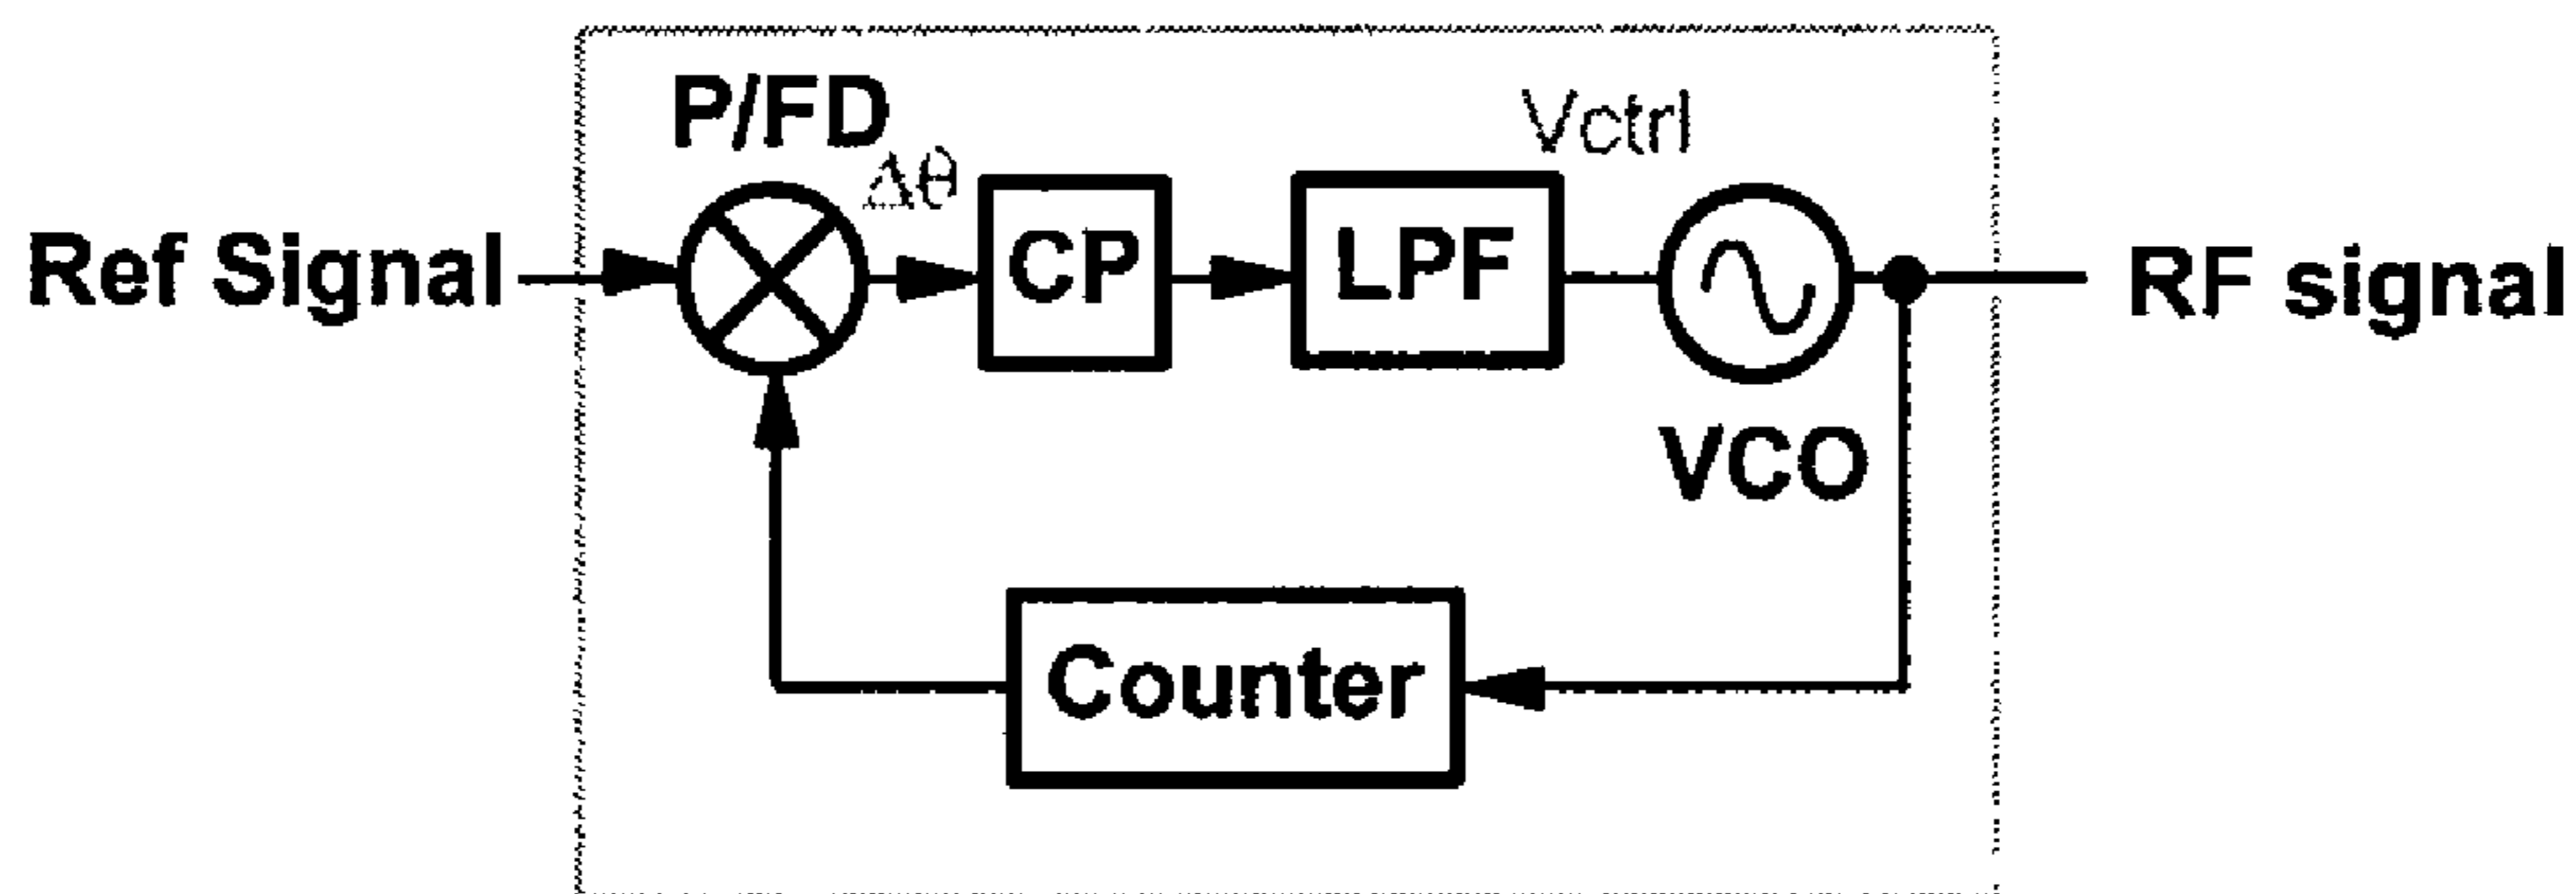 P/FD
Δθ
Vctrl
Ref Signal
CP
LPF
RF signal
VCO
Counter